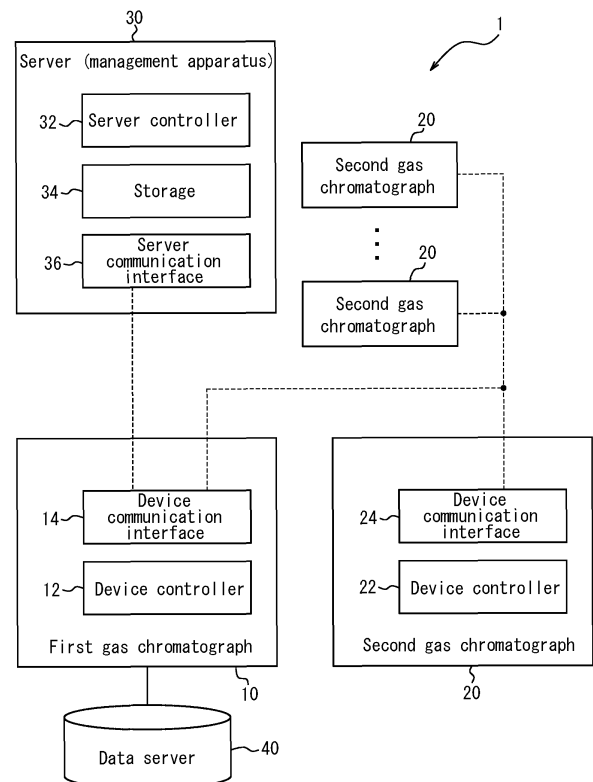 30
1
Server (management apparatus)
32
Server controller
34
Storage
36
Server
communication
interface
20
Second gas
chromatograph
20
Second gas
chromatograph
14
Device
communication
interface
12
Device controller
First gas chromatograph
10
24
Device
communication
interface
22
Device controller
Second gas chromatograph
20
Data server
40